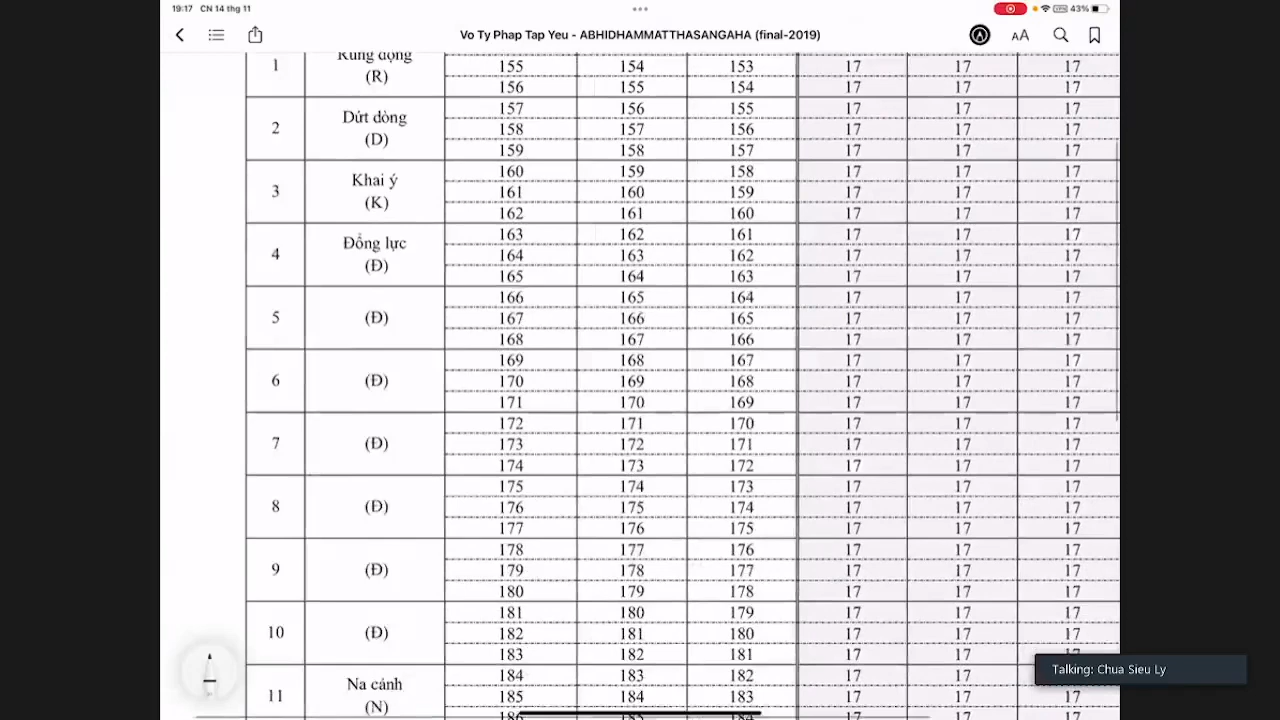 19:17 CN 14 thg 11
VPN 43%
Vo Ty Phap Tap Yeu - ABHIDHAMMATTHASANGAHA (final-2019)
AA
1 Rung động (R) 155 154 153 17 17 17
156 155 154 17 17 17
2 Dứt dòng (D) 157 156 155 17 17 17
158 157 156 17 17 17
159 158 157 17 17 17
3 Khai ý (K) 160 159 158 17 17 17
161 160 159 17 17 17
162 161 160 17 17 17
4 Đổng lực (Đ) 163 162 161 17 17 17
164 163 162 17 17 17
165 164 163 17 17 17
5 (Đ) 166 165 164 17 17 17
167 166 165 17 17 17
168 167 166 17 17 17
6 (Đ) 169 168 167 17 17 17
170 169 168 17 17 17
171 170 169 17 17 17
7 (Đ) 172 171 170 17 17 17
173 172 171 17 17 17
174 173 172 17 17 17
8 (Đ) 175 174 173 17 17 17
176 175 174 17 17 17
177 176 175 17 17 17
9 (Đ) 178 177 176 17 17 17
179 178 177 17 17 17
180 179 178 17 17 17
10 (Đ) 181 180 179 17 17 17
182 181 180 17 17 17
183 182 181 17 17
11 Na cảnh (N) 184 183 182 17 17
185 184 183 17 17 17
186 185 184 17 17 17
Talking: Chua Sieu Ly